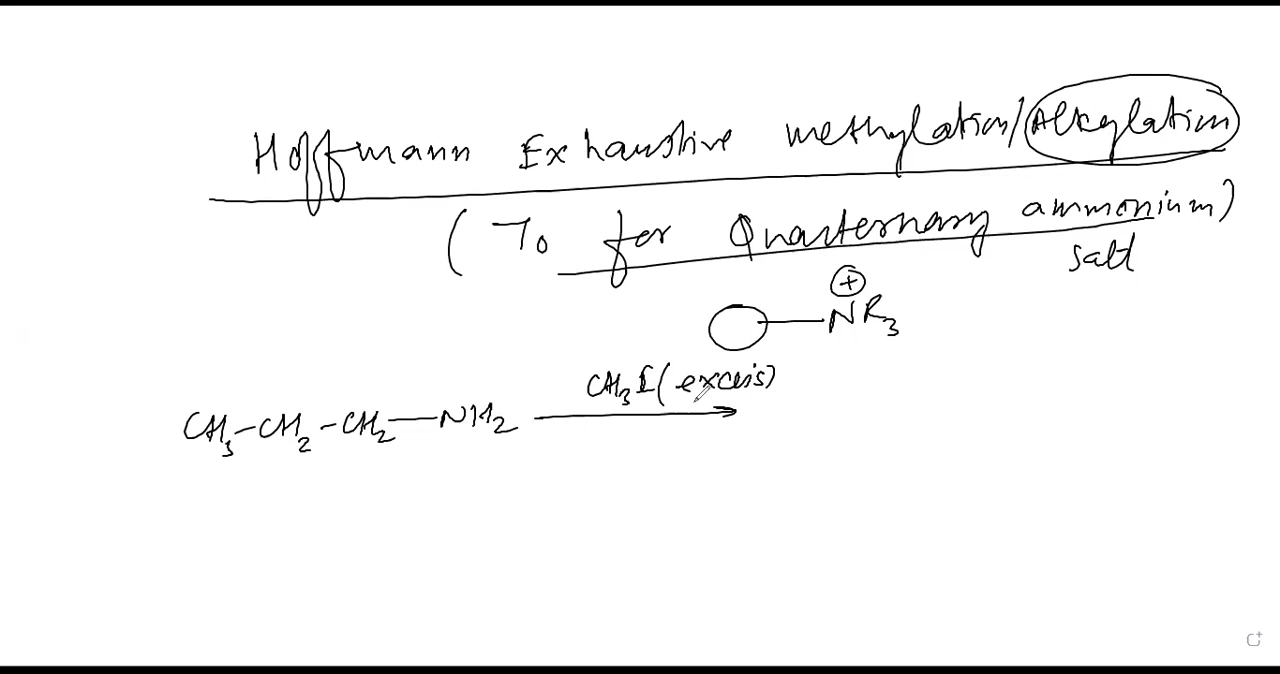 Hoffmann Exhaustive methylation/Alkylation
(To for Quarternary ammonium)
salt
⊕
NR3
CH3I(excess)
CH3-CH2-CH2-NH2